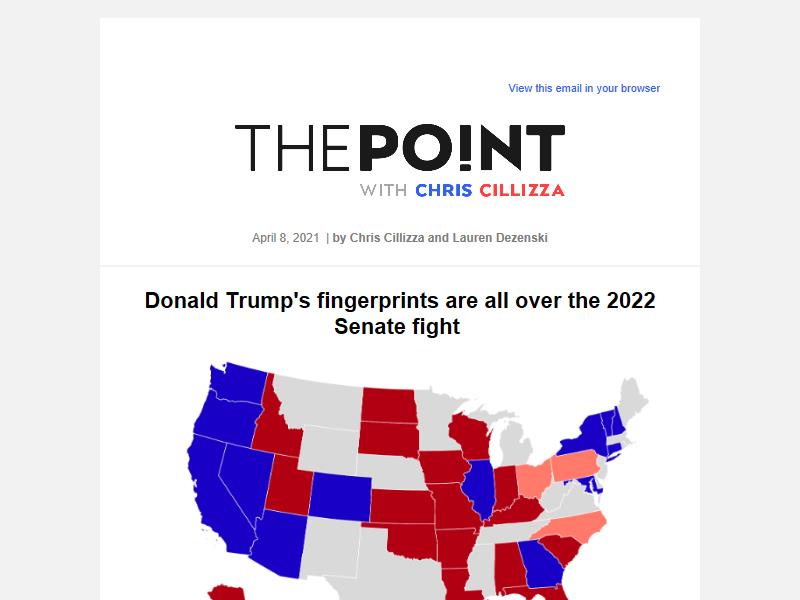 View this email in your browser
THEPO!NT
WITH CHRIS CILLIZZA
April 8, 2021 | by Chris Cillizza and Lauren Dezenski
Donald Trump's fingerprints are all over the 2022
Senate fight